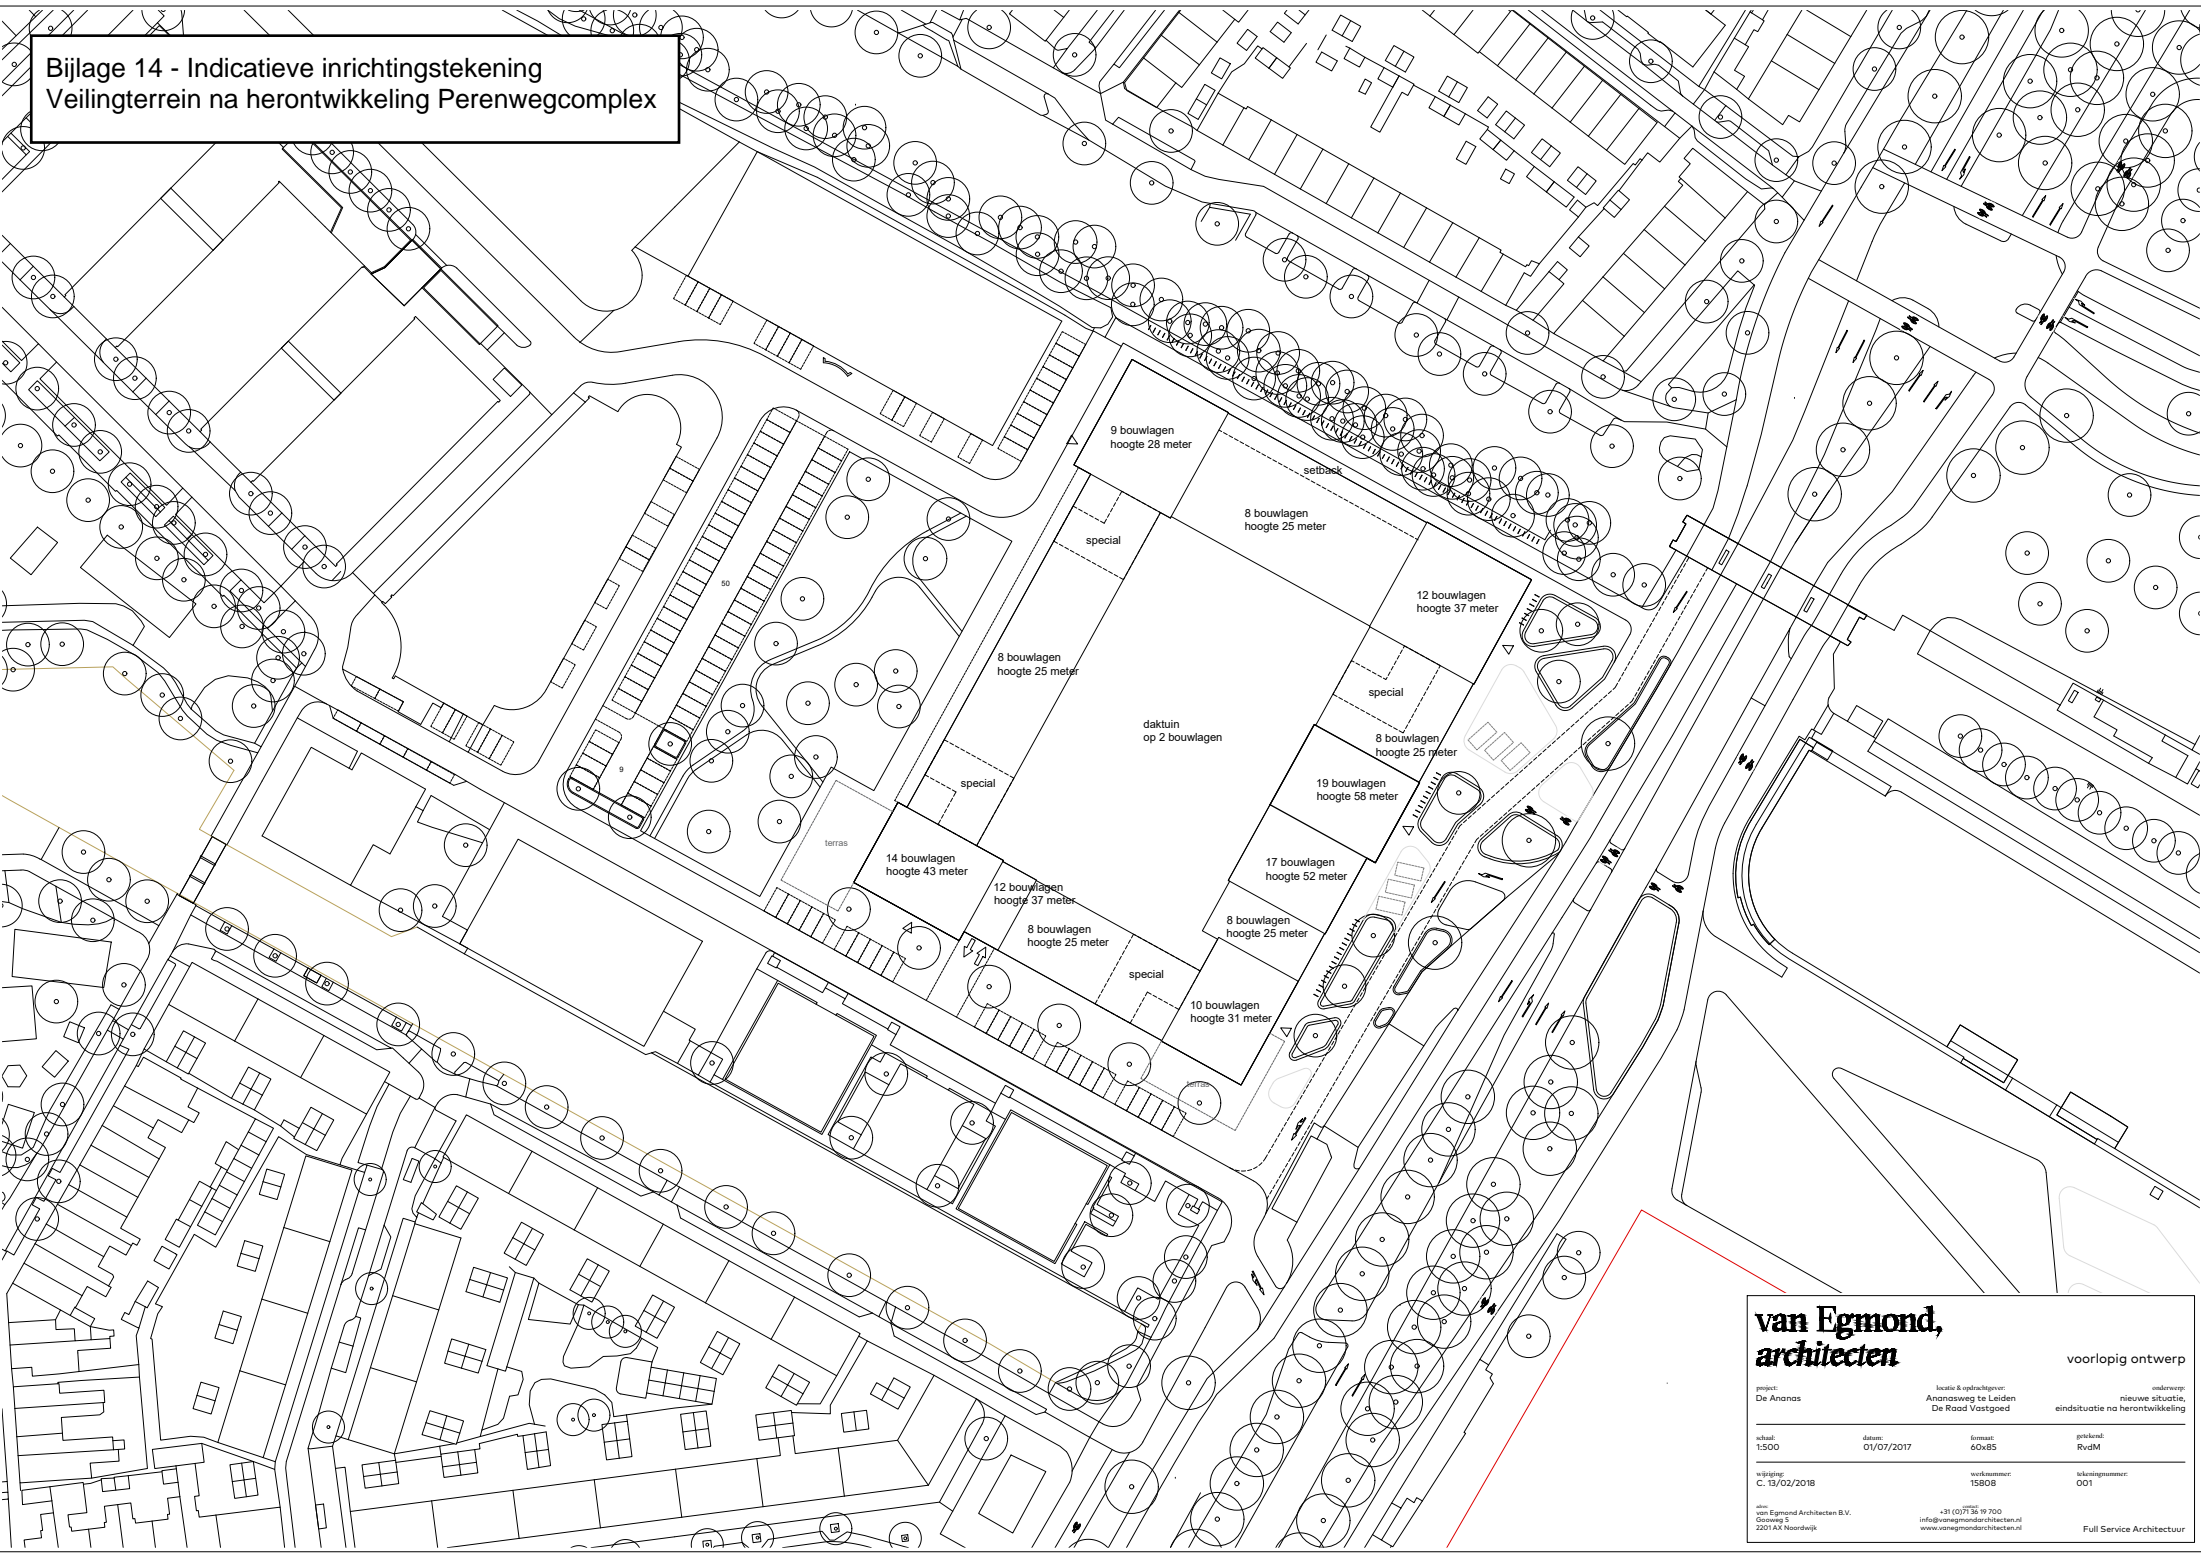 Bijlage 14 - Indicatieve inrichtingstekening
Veilingterrein na herontwikkeling Perenwegcomplex
9 bouwlagen
hoogte 28 meter
setback
8 bouwlagen
hoogte 25 meter
special
12 bouwlagen
hoogte 37 meter
50
8 bouwlagen
hoogte 25 meter
special
daktuin
op 2 bouwlagen
8 bouwlagen
hoogte 25 meter
9
special
19 bouwlagen
hoogte 58 meter
terras
14 bouwlagen
hoogte 43 meter
17 bouwlagen
hoogte 52 meter
12 bouwlagen
hoogte 37 meter
8 bouwlagen
hoogte 25 meter
8 bouwlagen
hoogte 25 meter
special
10 bouwlagen
hoogte 31 meter
terras
van Egmond,
architecten
voorlopig ontwerp
project:
De Ananas
locatie & opdrachtgever:
Ananasweg te Leiden
De Raad Vastgoed
onderwerp:
nieuwe situatie,
eindsituatie na herontwikkeling
schaal:
1:500
datum:
01/07/2017
formaat:
60x85
getekend:
RvdM
wijziging:
C. 13/02/2018
werknummer:
15808
tekeningnummer:
001
adres:
van Egmond Architecten B.V.
Gooweg 5
2201 AX Noordwijk
contact:
+31 (0)71 36 19 700
info@vanegmondarchitecten.nl
www.vanegmondarchitecten.nl
Full Service Architectuur